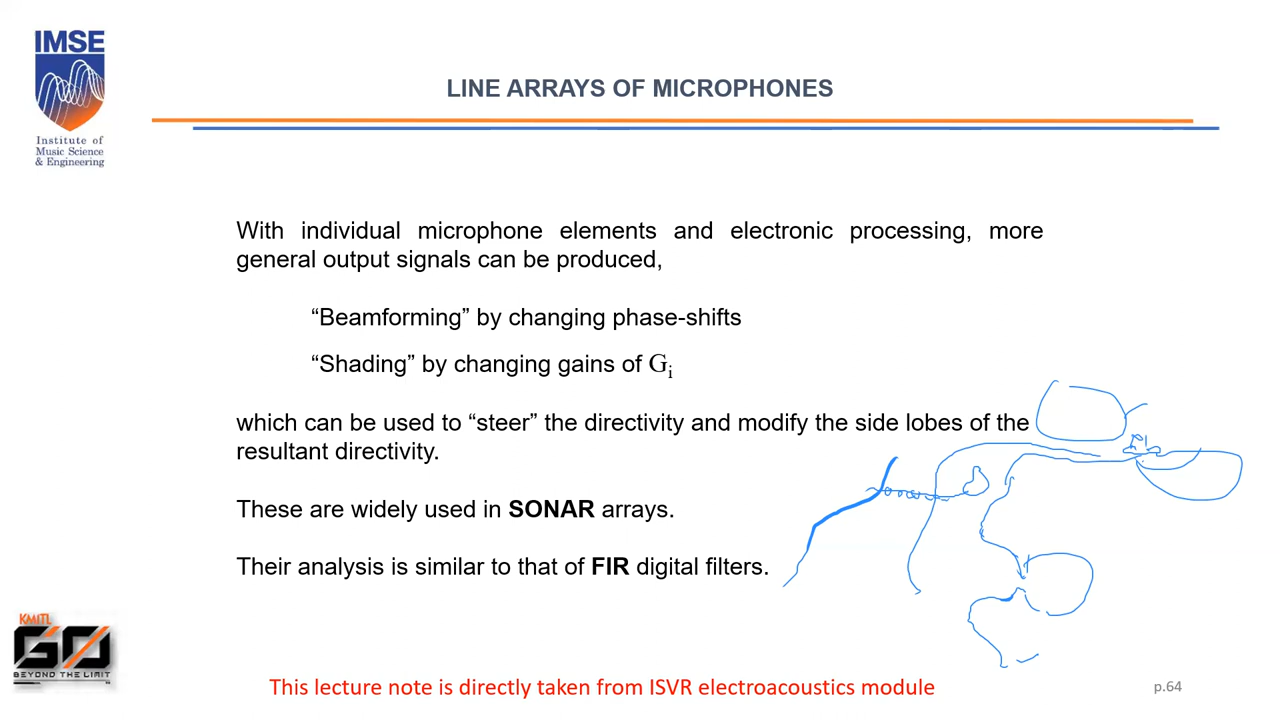 IMSE
Institute of
Music Science
& Engineering
LINE ARRAYS OF MICROPHONES
With individual microphone elements and electronic processing, more
general output signals can be produced,
“Beamforming” by changing phase-shifts
“Shading” by changing gains of Gi
which can be used to “steer” the directivity and modify the side lobes of the
resultant directivity.
These are widely used in SONAR arrays.
Their analysis is similar to that of FIR digital filters.
KMITL
GO
BEYOND THE LIMIT
This lecture note is directly taken from ISVR electroacoustics module
p.64